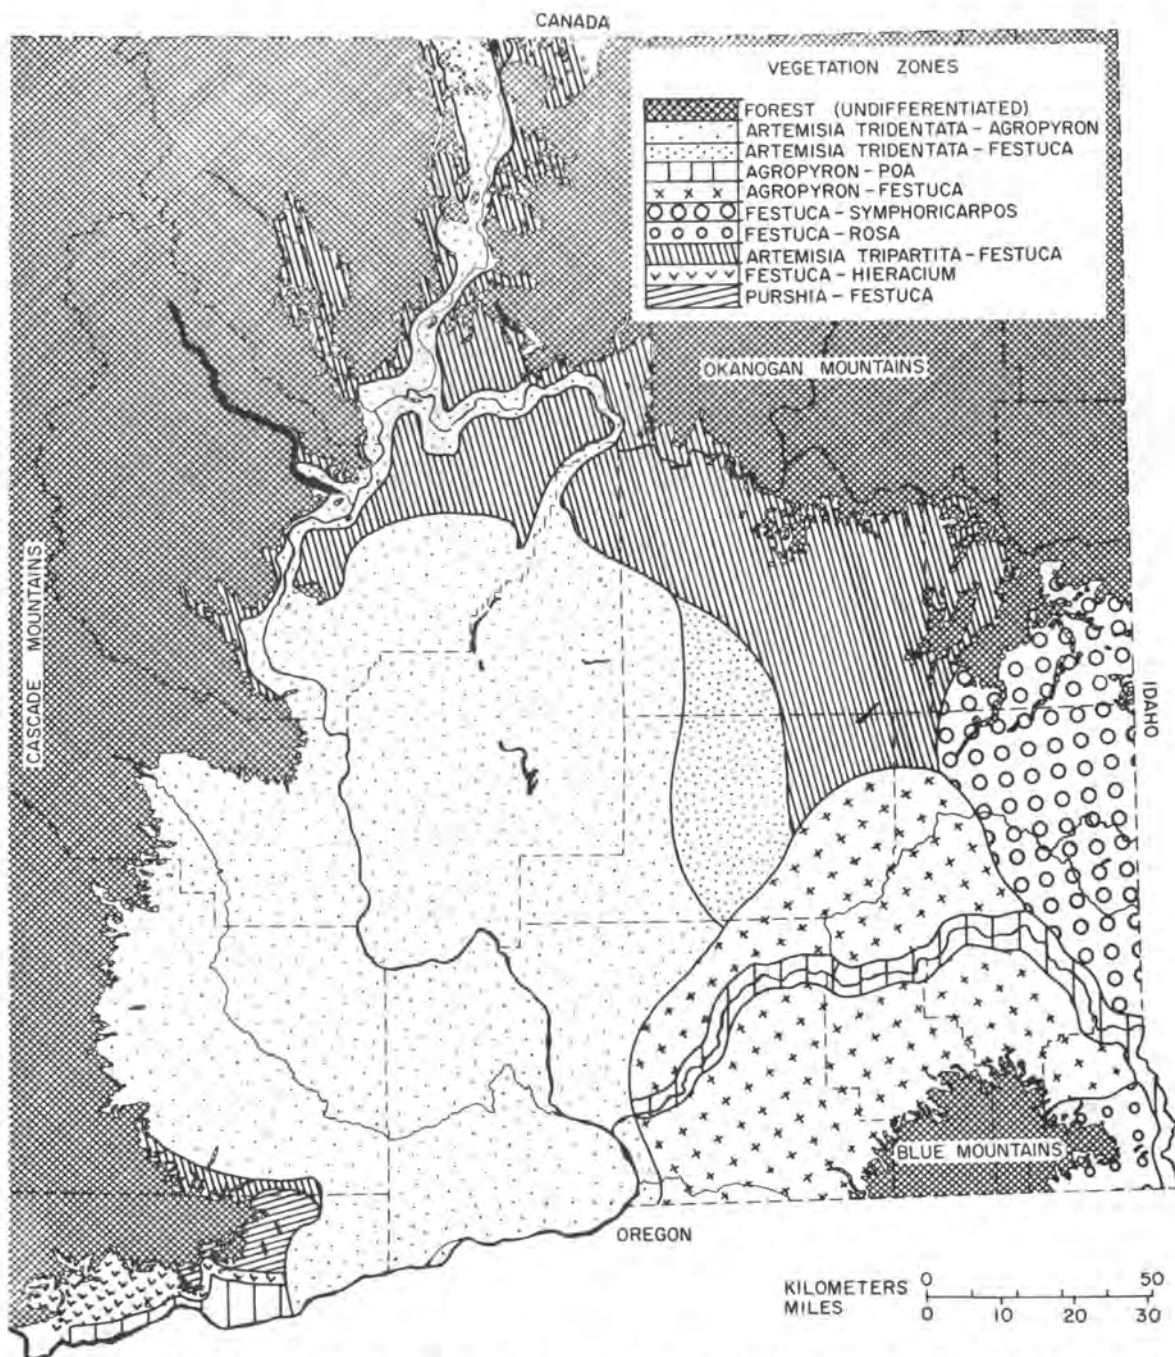 CANADA
VEGETATION ZONES
FOREST (UNDIFFERENTIATED)
ARTEMISIA TRIDENTATA – AGROPYRON
ARTEMISIA TRIDENTATA – FESTUCA
AGROPYRON – POA
AGROPYRON – FESTUCA
FESTUCA – SYMPHORICARPOS
FESTUCA – ROSA
ARTEMISIA TRIPARTITA – FESTUCA
FESTUCA – HIERACIUM
PURSHIA – FESTUCA
OKANOGAN MOUNTAINS
CASCADE MOUNTAINS
IDAHO
BLUE MOUNTAINS
OREGON
KILOMETERS 0 50
MILES 0 10 20 30